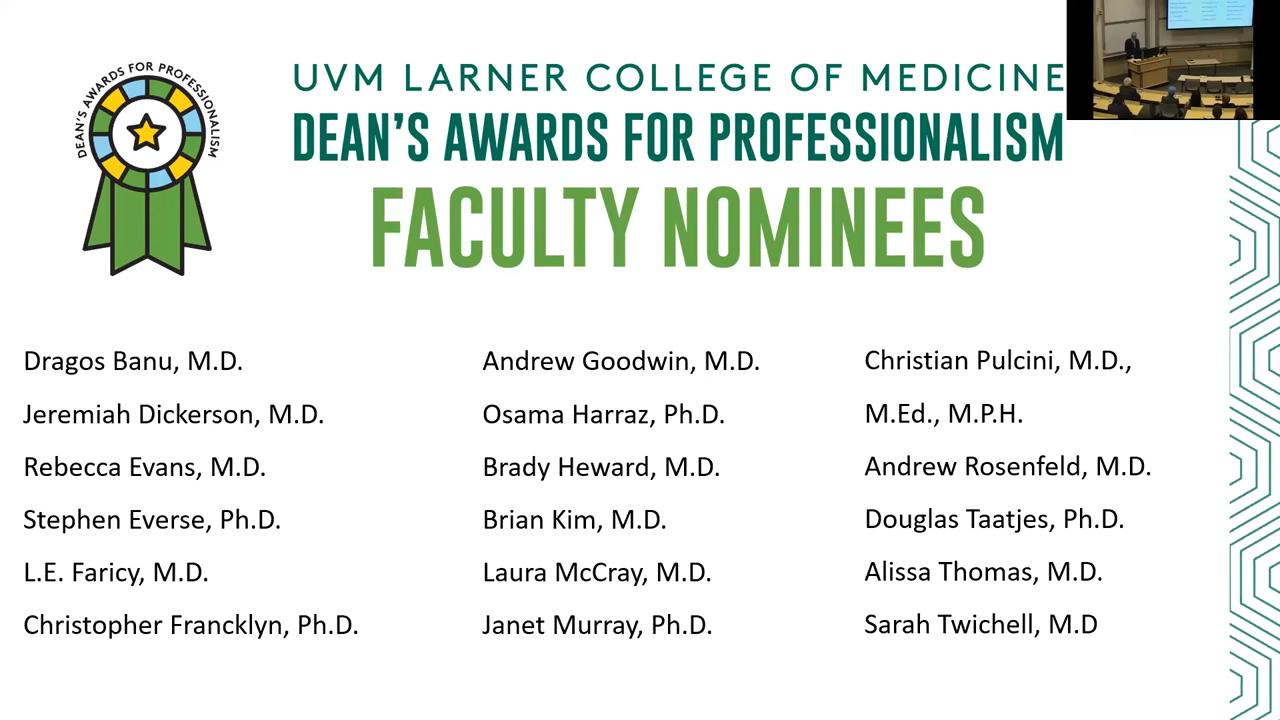 DEAN'S AWARDS FOR PROFESSIONALISM
UVM LARNER COLLEGE OF MEDICINE
DEAN'S AWARDS FOR PROFESSIONALISM
FACULTY NOMINEES
Dragos Banu, M.D.
Jeremiah Dickerson, M.D.
Rebecca Evans, M.D.
Stephen Everse, Ph.D.
L.E. Faricy, M.D.
Christopher Francklyn, Ph.D.
Andrew Goodwin, M.D.
Osama Harraz, Ph.D.
Brady Heward, M.D.
Brian Kim, M.D.
Laura McCray, M.D.
Janet Murray, Ph.D.
Christian Pulcini, M.D.,
M.Ed., M.P.H.
Andrew Rosenfeld, M.D.
Douglas Taatjes, Ph.D.
Alissa Thomas, M.D.
Sarah Twichell, M.D